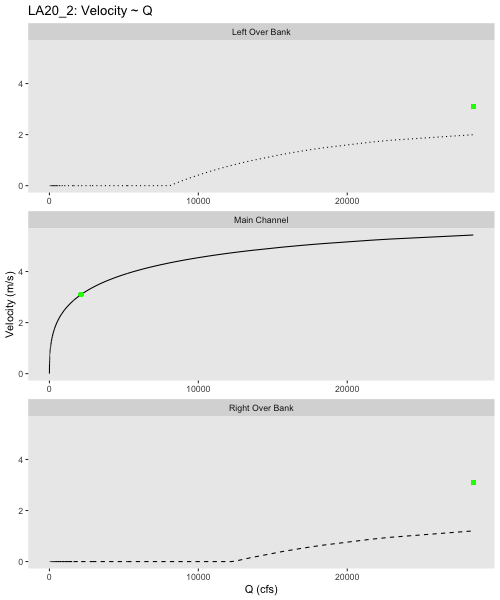 LA20_2: Velocity ~ Q
Left Over Bank
4
2
0
0 10000 20000
Main Channel
Velocity (m/s)
4
2
0
0 10000 20000
Right Over Bank
4
2
0
0 10000 20000
Q (cfs)